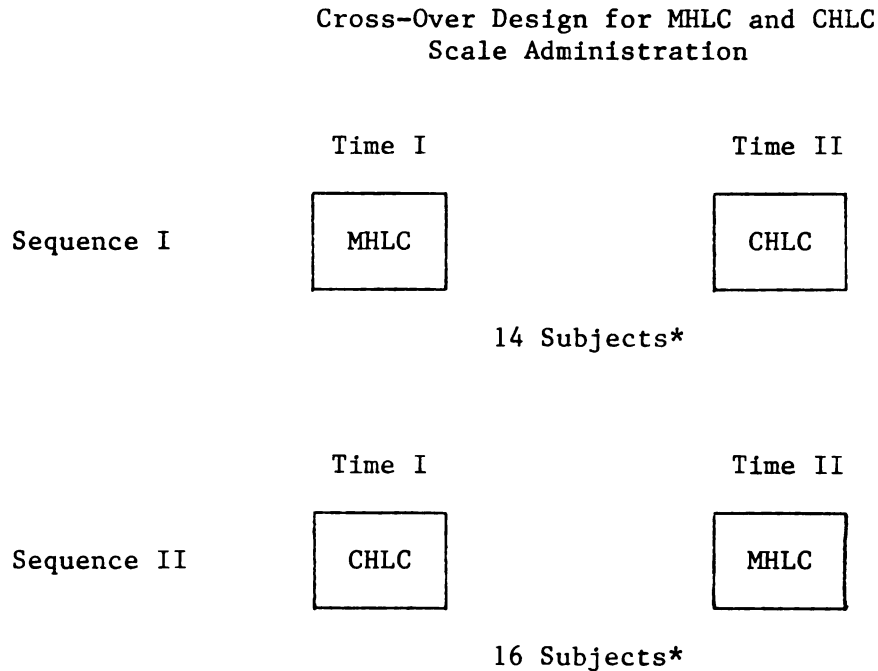 Cross-Over Design for MHLC and CHLC
Scale Administration
Time I Time II
Sequence I MHLC CHLC
14 Subjects*
Time I Time II
Sequence II CHLC MHLC
16 Subjects*